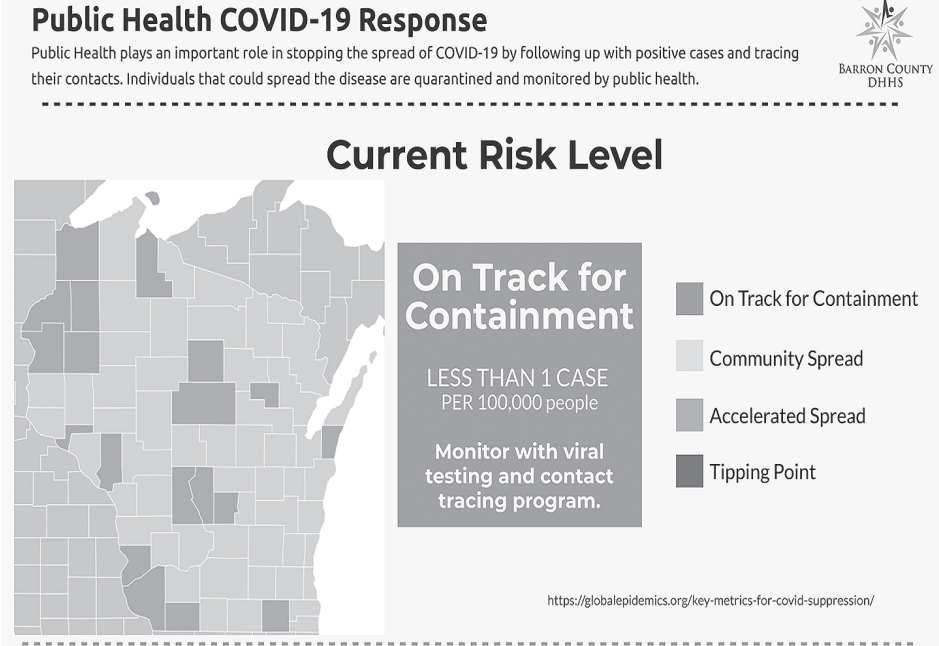 Public Health COVID-19 Response
Public Health plays an important role in stopping the spread of COVID-19 by following up with positive cases and tracing
their contacts. Individuals that could spread the disease are quarantined and monitored by public health.
BARRON COUNTY
DHHS
Current Risk Level
On Track for
Containment
LESS THAN 1 CASE
PER 100,000 people
Monitor with viral
testing and contact
tracing program.
On Track for Containment
Community Spread
Accelerated Spread
Tipping Point
https://globalepidemics.org/key-metrics-for-covid-suppression/